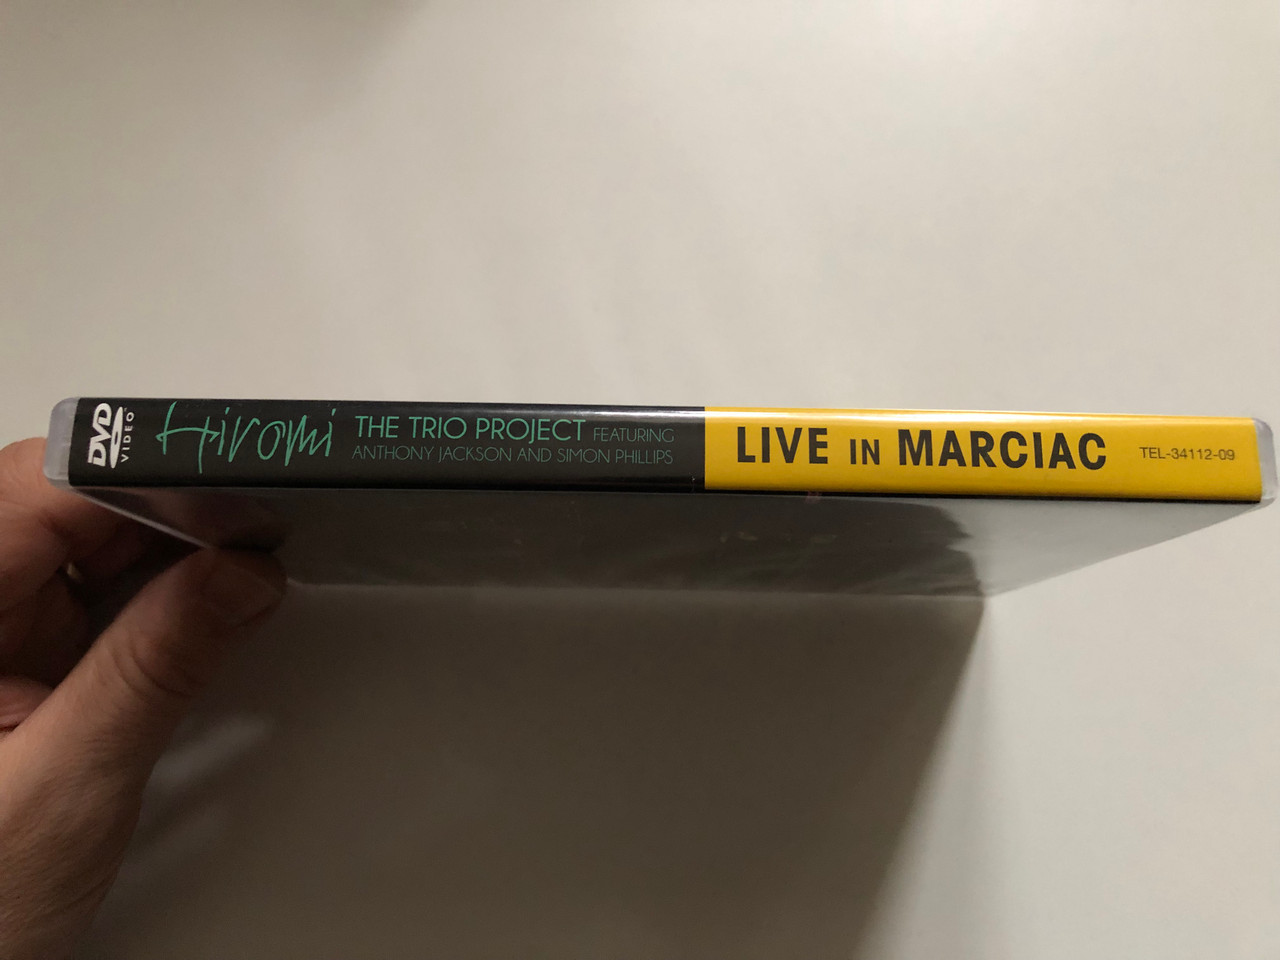 DVD
VIDEO
Hiromi
THE TRIO PROJECT FEATURING
ANTHONY JACKSON AND SIMON PHILLIPS
LIVE IN MARCIAC
TEL-34112-09